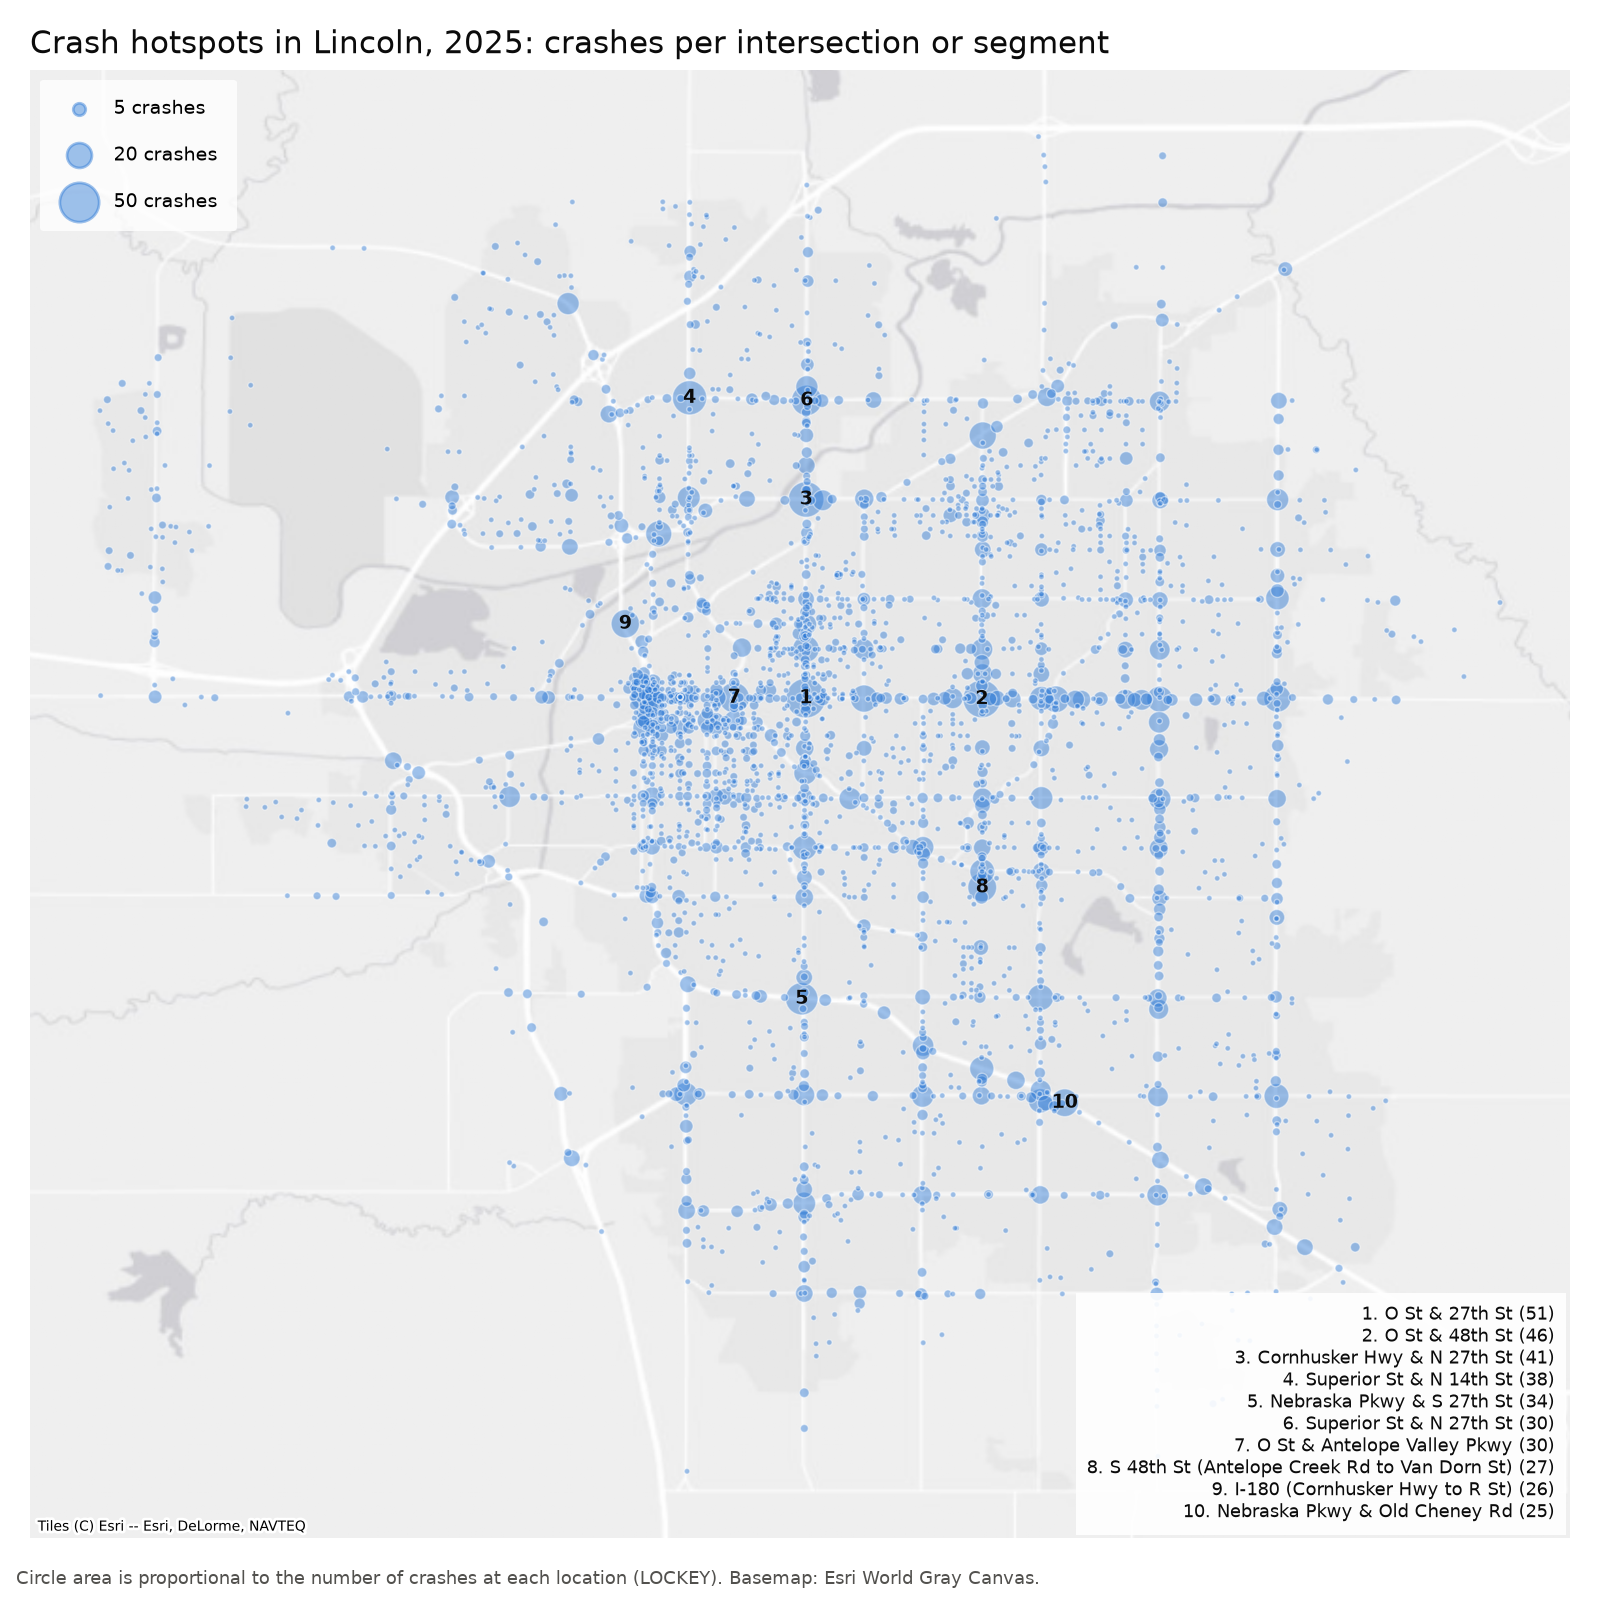 Crash hotspots in Lincoln, 2025: crashes per intersection or segment
5 crashes
20 crashes
50 crashes
4
6
3
9
7
1
2
8
5
10
1. O St & 27th St (51)
2. O St & 48th St (46)
3. Cornhusker Hwy & N 27th St (41)
4. Superior St & N 14th St (38)
5. Nebraska Pkwy & S 27th St (34)
6. Superior St & N 27th St (30)
7. O St & Antelope Valley Pkwy (30)
8. S 48th St (Antelope Creek Rd to Van Dorn St) (27)
9. I-180 (Cornhusker Hwy to R St) (26)
10. Nebraska Pkwy & Old Cheney Rd (25)
Tiles (C) Esri -- Esri, DeLorme, NAVTEQ
Circle area is proportional to the number of crashes at each location (LOCKEY). Basemap: Esri World Gray Canvas.